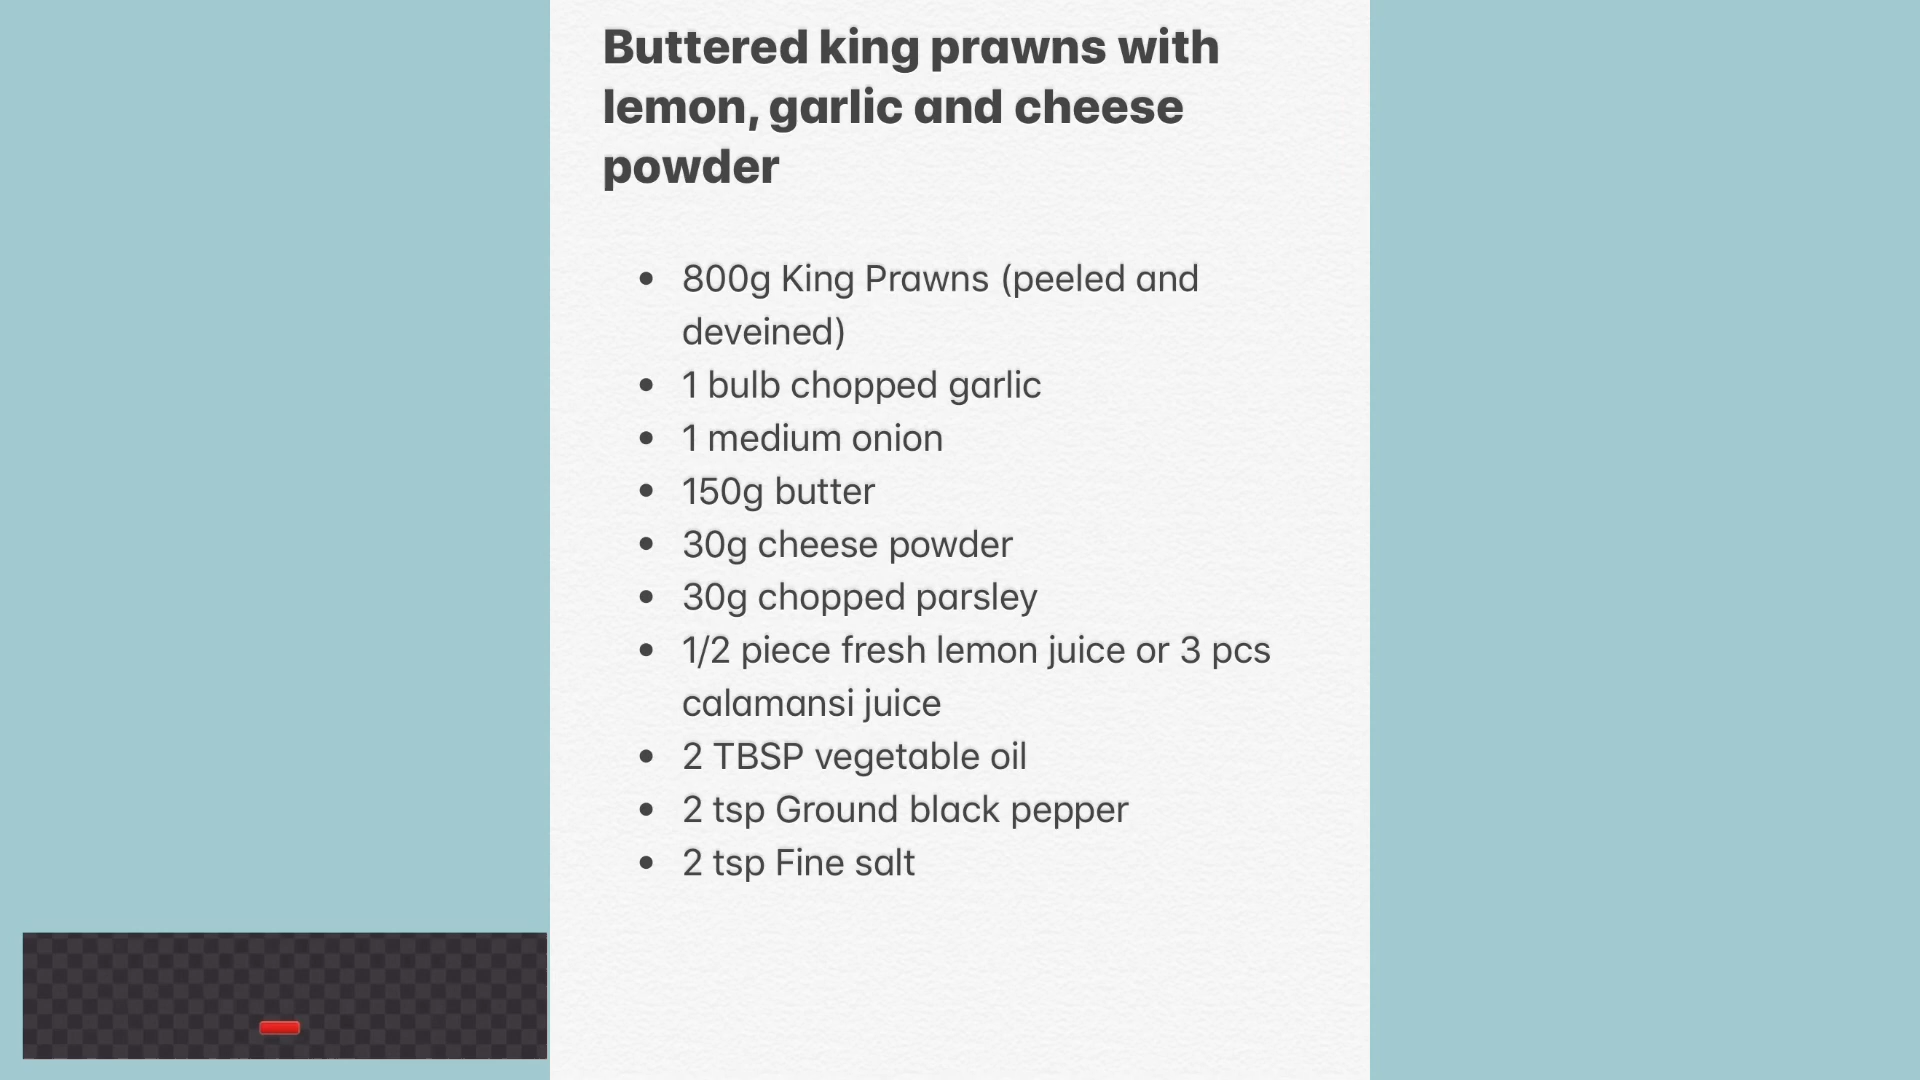 Buttered king prawns with
lemon, garlic and cheese
powder
• 800g King Prawns (peeled and
deveined)
• 1 bulb chopped garlic
• 1 medium onion
• 150g butter
• 30g cheese powder
• 30g chopped parsley
• 1/2 piece fresh lemon juice or 3 pcs
calamansi juice
• 2 TBSP vegetable oil
• 2 tsp Ground black pepper
• 2 tsp Fine salt